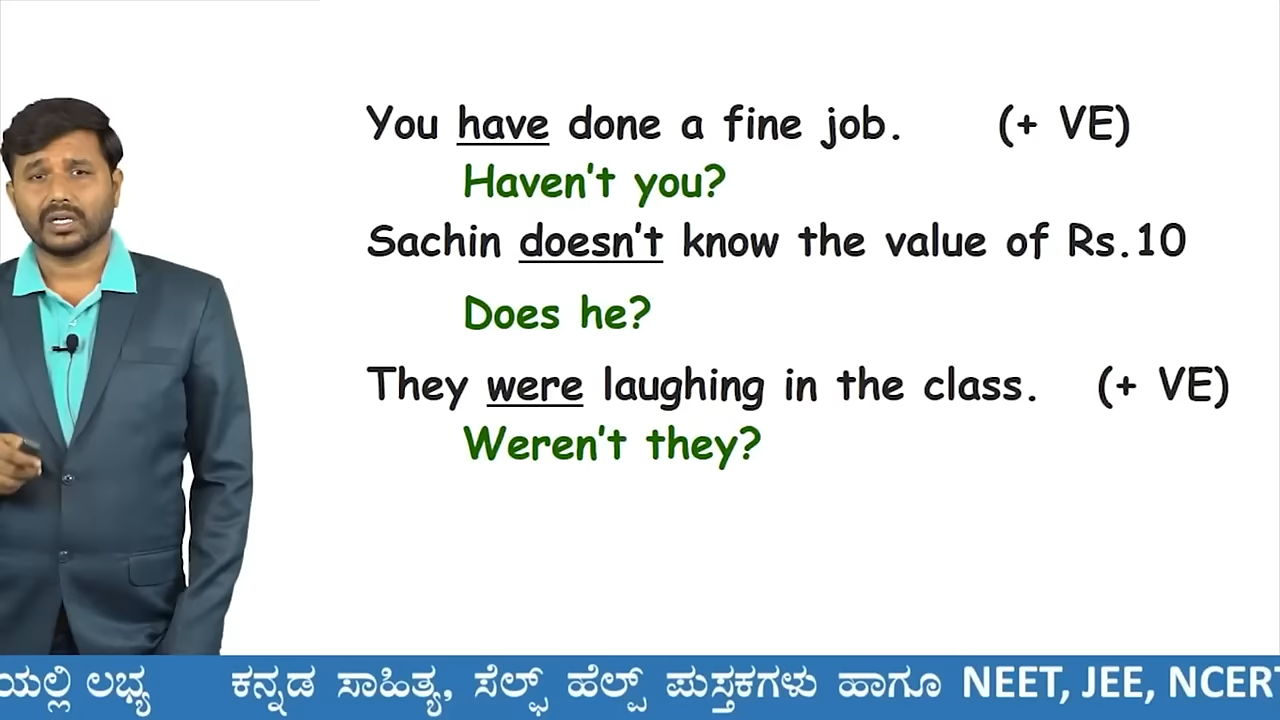 You have done a fine job. (+ VE)
Haven't you?
Sachin doesn't know the value of Rs.10
Does he?
They were laughing in the class. (+ VE)
Weren't they?
ಯಲ್ಲಿ ಲಭ್ಯ ಕನ್ನಡ ಸಾಹಿತ್ಯ, ಸೆಲ್ಫ್ ಹೆಲ್ಪ್ ಪುಸ್ತಕಗಳು ಹಾಗೂ NEET, JEE, NCERT